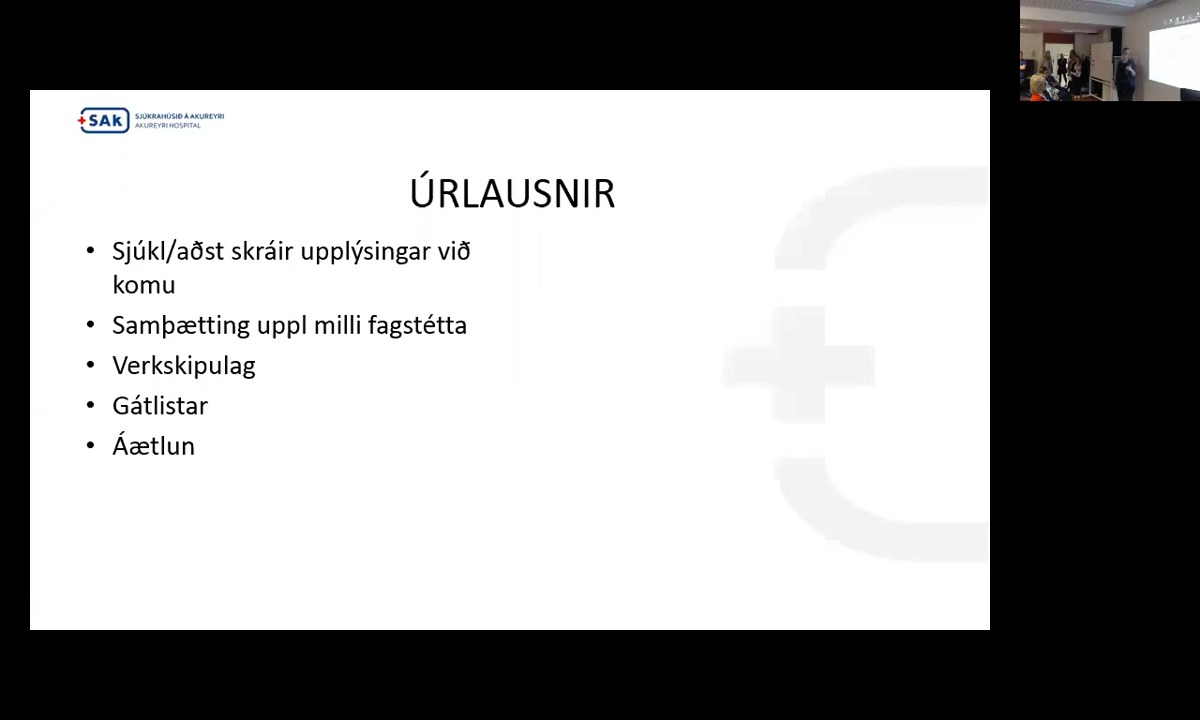 SAk
SJÚKRAHÚSIÐ Á AKUREYRI
AKUREYRI HOSPITAL
ÚRLAUSNIR
• Sjúkl/aðst skráir upplýsingar við
komu
• Samþætting uppl milli fagstétta
• Verkskipulag
• Gátlistar
• Áætlun